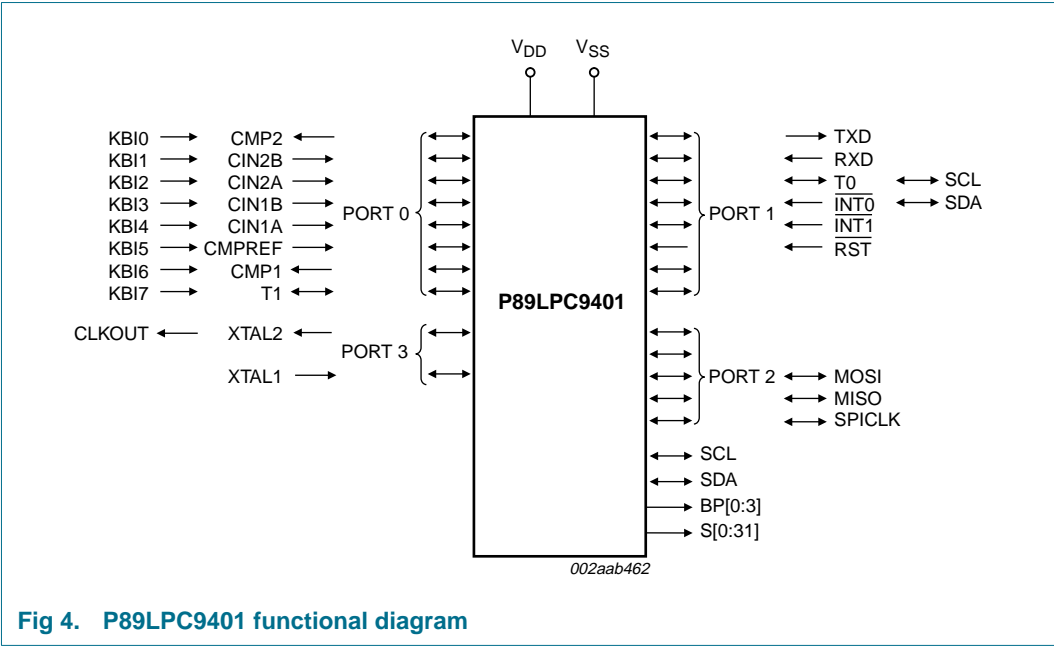 VDD VSS
KBI0 CMP2 TXD
KBI1 CIN2B RXD
KBI2 CIN2A T0 SCL
KBI3 CIN1B PORT 0 PORT 1 INT0 SDA
KBI4 CIN1A INT1
KBI5 CMPREF RST
KBI6 CMP1
KBI7 T1
P89LPC9401
CLKOUT XTAL2
PORT 3
XTAL1 PORT 2 MOSI
MISO
SPICLK
SCL
SDA
BP[0:3]
S[0:31]
002aab462
Fig 4. P89LPC9401 functional diagram